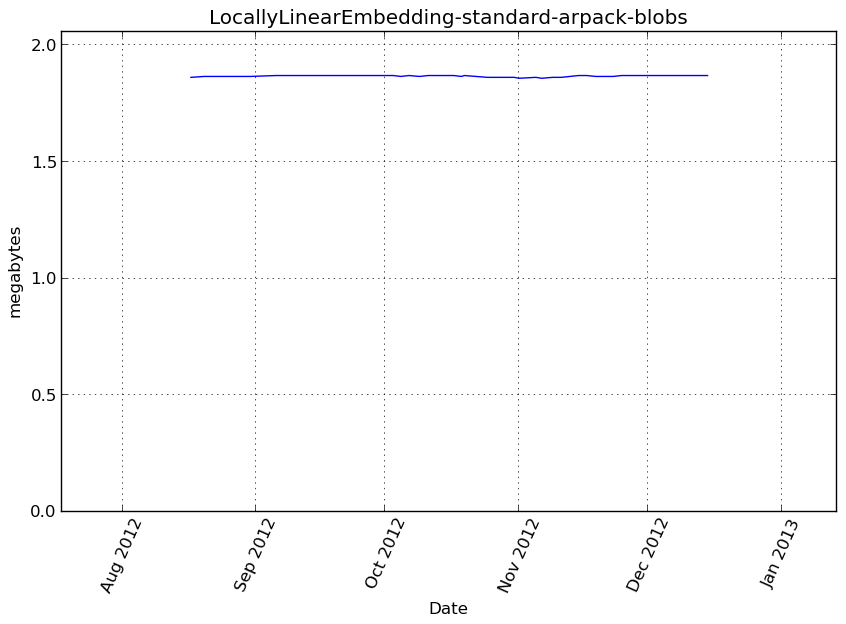 LocallyLinearEmbedding-standard-arpack-blobs
2.0
1.5
1.0
0.5
0.0
megabytes
Aug 2012
Sep 2012
Oct 2012
Nov 2012
Dec 2012
Jan 2013
Date